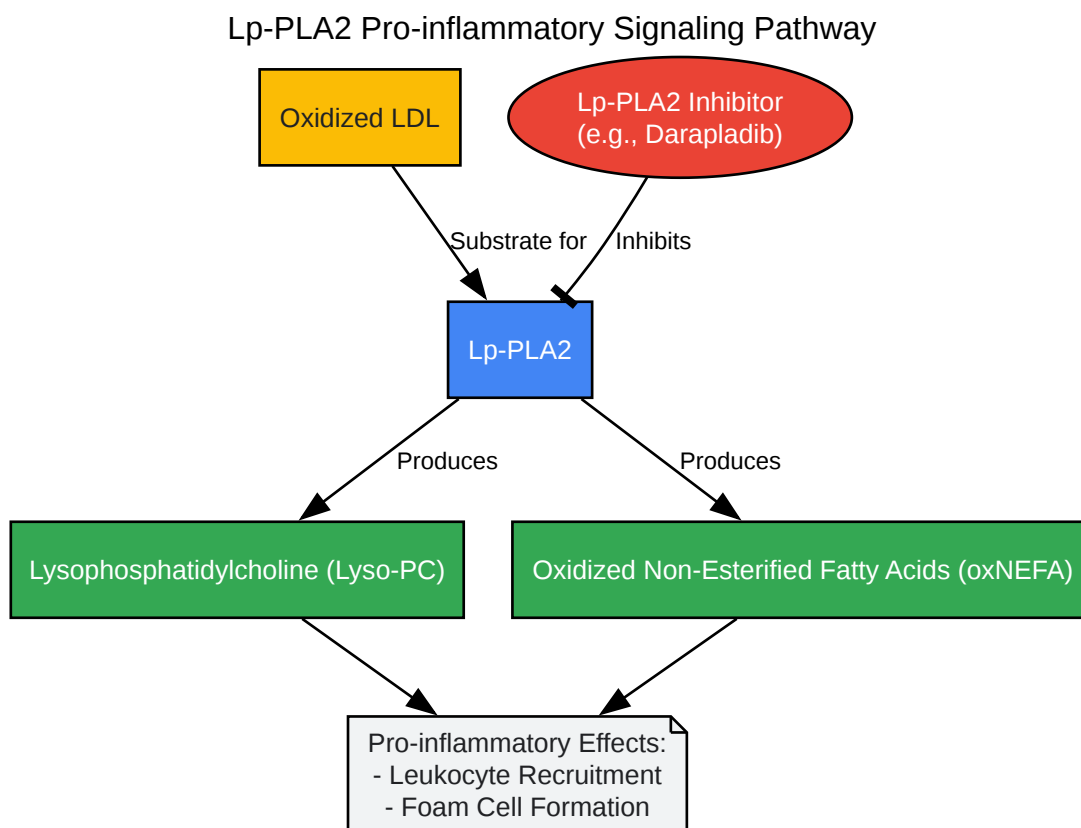 Lp-PLA2 Pro-inflammatory Signaling Pathway
Oxidized LDL
Lp-PLA2 Inhibitor
(e.g., Darapladib)
Substrate for
Inhibits
Lp-PLA2
Produces
Produces
Lysophosphatidylcholine (Lyso-PC)
Oxidized Non-Esterified Fatty Acids (oxNEFA)
Pro-inflammatory Effects:
- Leukocyte Recruitment
- Foam Cell Formation